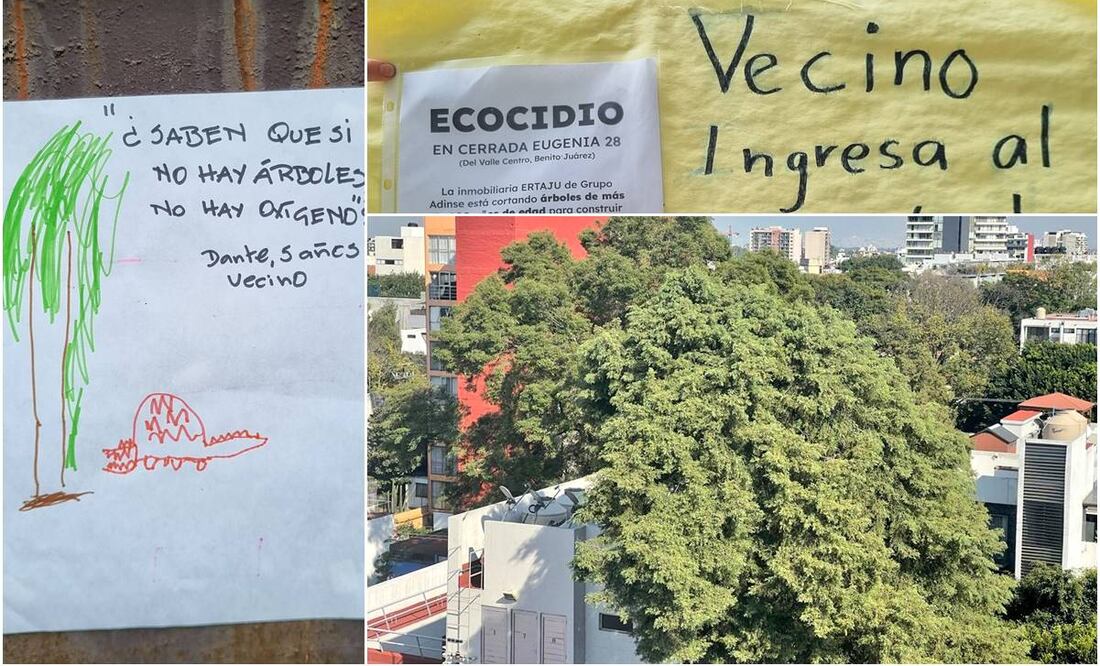 "¿SABEN QUE SI
NO HAY ÁRBOLES
NO HAY OXIGENO"?
Dante, 5 años
vecino
ECOCIDIO
EN CERRADA EUGENIA 28
(Del Valle Centro, Benito Juárez)
La inmobiliaria ERTAJU de Grupo
Adinse está cortando árboles de más
de edad para construir
Vecino
Ingresa al